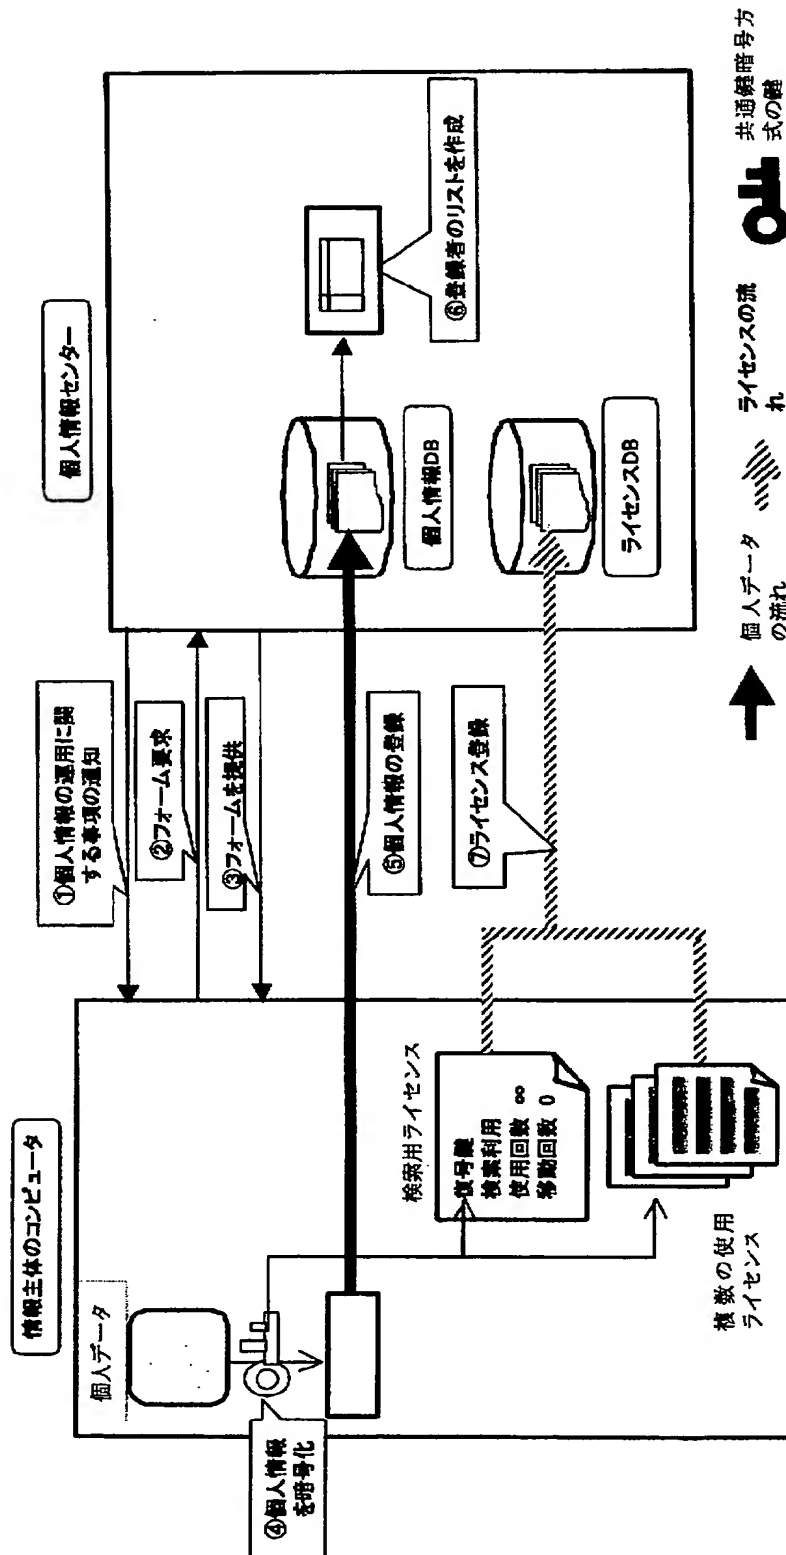 情報主体のコンピュータ
個人データ
④個人情報
を暗号化
検索用ライセンス
復号鍵
検索利用
使用回数 ∞
移動回数 0
複数の使用
ライセンス
①個人情報の運用に関
する事項の通知
②フォーム要求
③フォームを提供
⑤個人情報の登録
⑦ライセンス登録
個人情報センター
個人情報DB
ライセンスDB
⑥登録者のリストを作成
個人データ
の流れ
ライセンスの流
れ
共通鍵暗号方
式の鍵